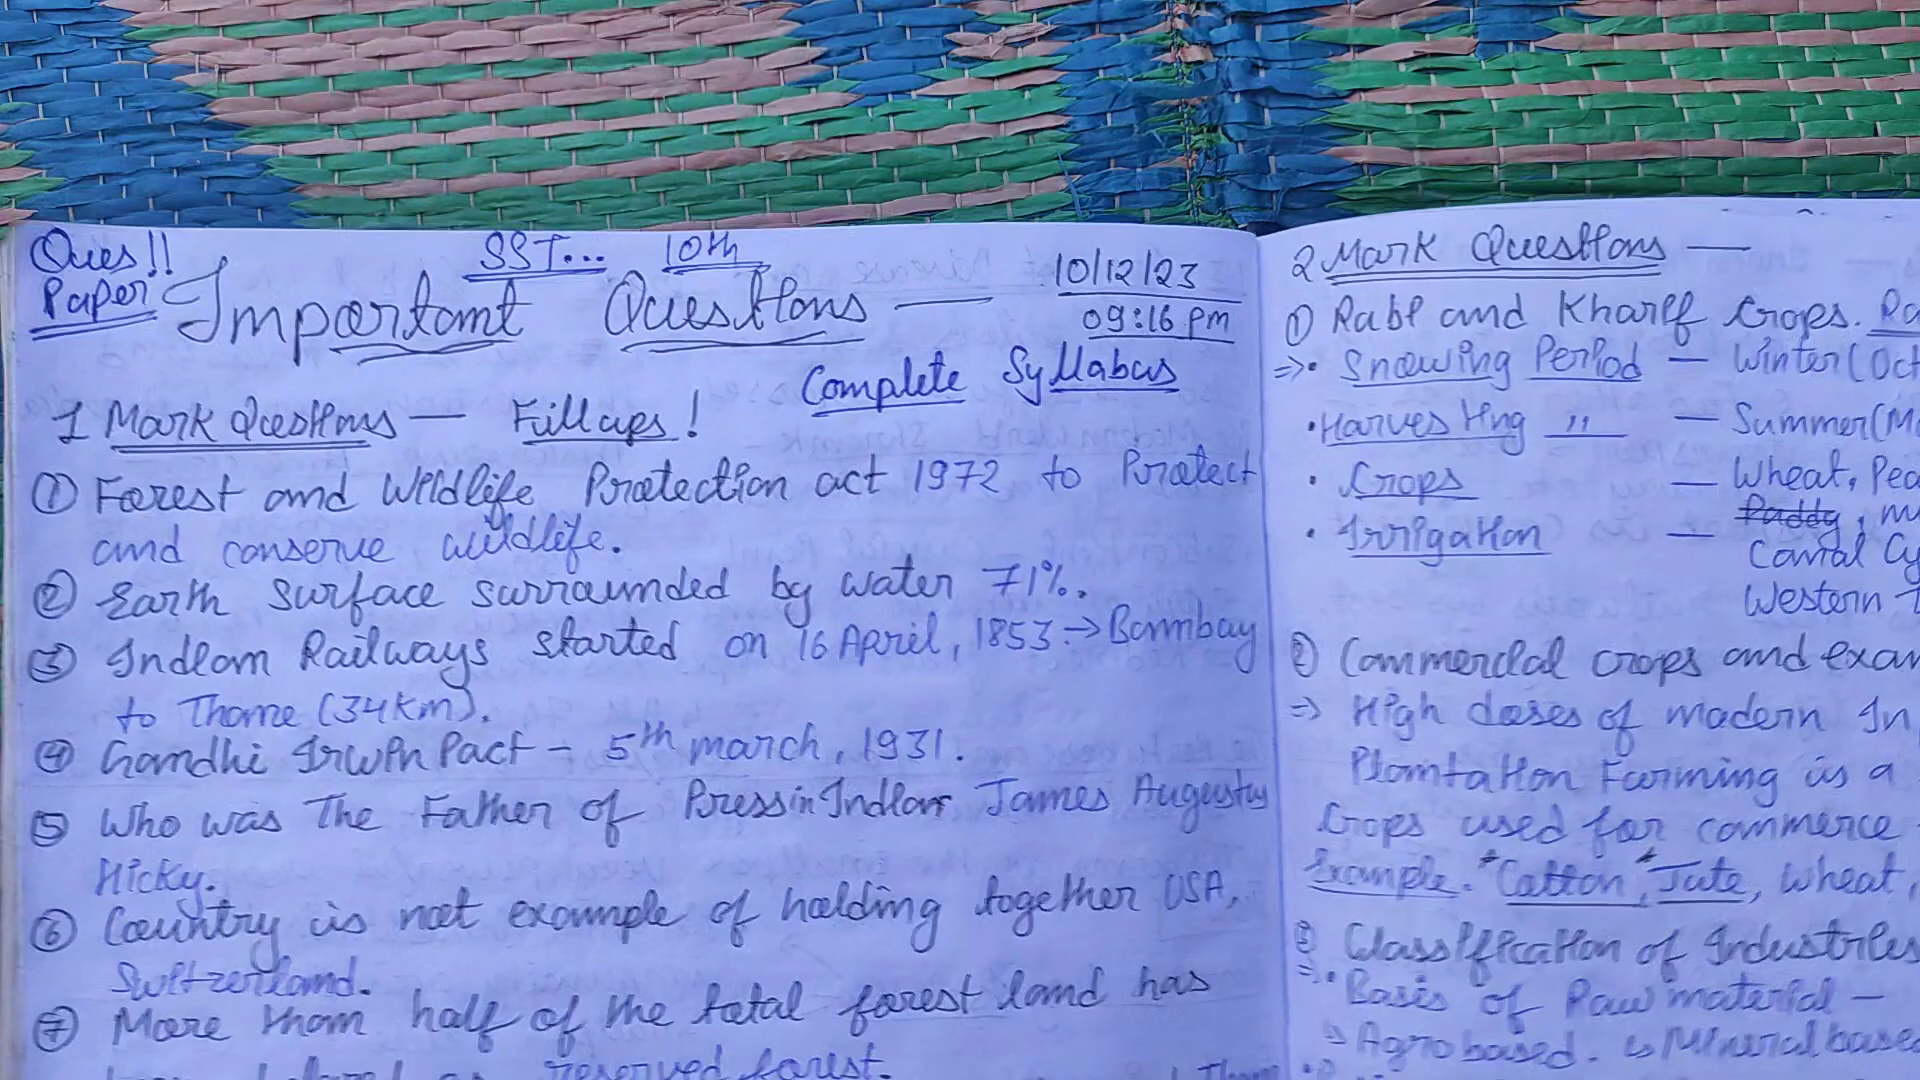 Ques!! SST... 10th
Paper
Important Questions —
10/12/23
09:16 PM
Complete Syllabus
1 Mark Questions — Fill ups!
① Forest and Wildlife Protection act 1972 to Protect
and conserve wildlife.
② Earth surface surrounded by water 71%.
③ Indian Railways started on 16 April, 1853 → Bombay
to Thane (34Km).
④ Gandhi Irwin Pact - 5th march, 1931.
⑤ Who was The Father of Press in India James Augustus
Hicky.
⑥ Country is not example of holding together USA,
Switzerland.
⑦ More than half of the total forest land has
reserved forest.
2 Mark Questions —
① Rabi and Kharif Crops.
⇒ • Snowing Period — Winter (Oct
• Harvesting " — Summer (M
• Crops — Wheat, Pea
Paddy, m
• Irrigation — Canal
Western
② Commercial crops and exam
⇒ High doses of modern In
Plantation Farming is a
Crops used for commerce
Example. *Cotton, *Jute, Wheat,
③ Classification of Industries
⇒ • Basis of Raw material —
↳ Agro based. ↳ Mineral based